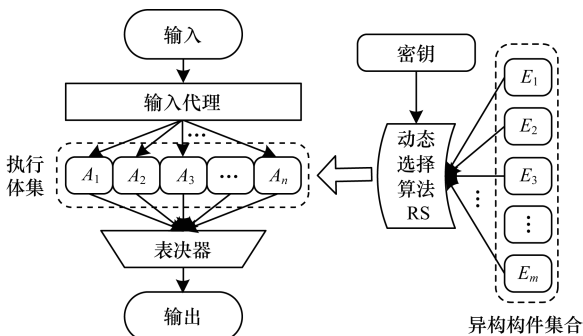 输入
密钥
输入代理
执行
体集
A1 A2 A3 ... An
动态
选择
算法
RS
E1
E2
E3
Em
表决器
输出
异构构件集合